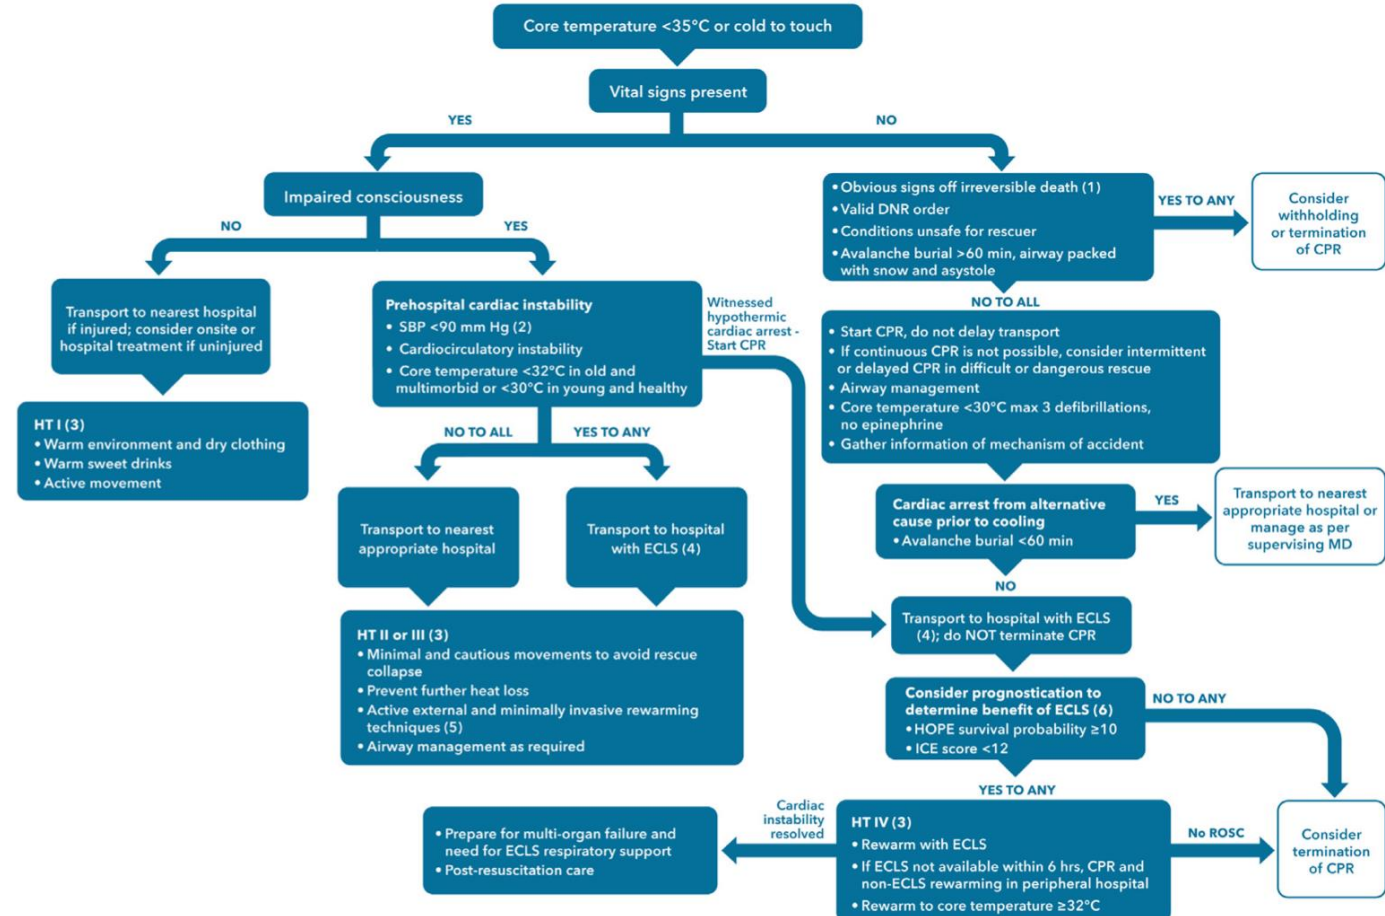 Core temperature <35°C or cold to touch
Vital signs present
YES
NO
Impaired consciousness
NO
YES
• Obvious signs off irreversible death (1)
• Valid DNR order
• Conditions unsafe for rescuer
• Avalanche burial >60 min, airway packed
with snow and asystole
YES TO ANY
Consider
withholding
or termination
of CPR
Transport to nearest hospital
if injured; consider onsite or
hospital treatment if uninjured
HT I (3)
• Warm environment and dry clothing
• Warm sweet drinks
• Active movement
Prehospital cardiac instability
• SBP <90 mm Hg (2)
• Cardiocirculatory instability
• Core temperature <32°C in old and
multimorbid or <30°C in young and healthy
Witnessed
hypothermic
cardiac arrest -
Start CPR
NO TO ALL
YES TO ANY
Transport to nearest
appropriate hospital
Transport to hospital
with ECLS (4)
HT II or III (3)
• Minimal and cautious movements to avoid rescue
collapse
• Prevent further heat loss
• Active external and minimally invasive rewarming
techniques (5)
• Airway management as required
NO TO ALL
• Start CPR, do not delay transport
• If continuous CPR is not possible, consider intermittent
or delayed CPR in difficult or dangerous rescue
• Airway management
• Core temperature <30°C max 3 defibrillations,
no epinephrine
• Gather information of mechanism of accident
Cardiac arrest from alternative
cause prior to cooling
• Avalanche burial <60 min
YES
Transport to nearest
appropriate hospital or
manage as per
supervising MD
NO
Transport to hospital with ECLS
(4); do NOT terminate CPR
Consider prognostication to
determine benefit of ECLS (6)
• HOPE survival probability ≥10
• ICE score <12
NO TO ANY
YES TO ANY
HT IV (3)
• Rewarm with ECLS
• If ECLS not available within 6 hrs, CPR and
non-ECLS rewarming in peripheral hospital
• Rewarm to core temperature ≥32°C
Cardiac
instability
resolved
• Prepare for multi-organ failure and
need for ECLS respiratory support
• Post-resuscitation care
No ROSC
Consider
termination
of CPR